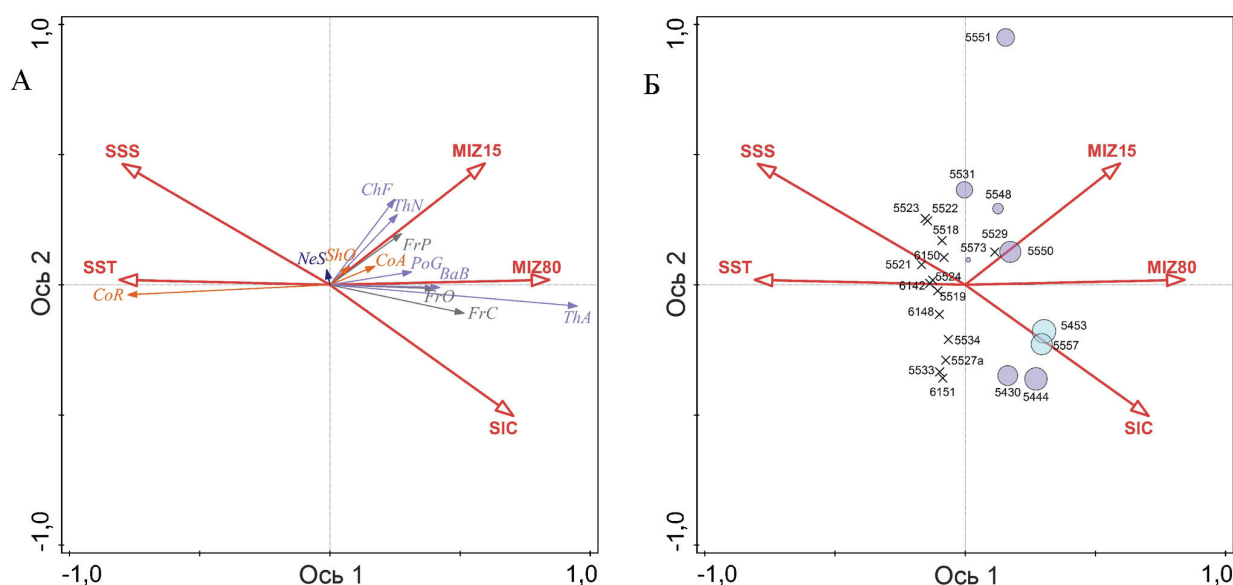 А
1,0
Ось 2
-1,0
-1,0
Ось 1
1,0
SSS
MIZ15
ChF
ThN
FrP
ShO
NeS
CoA
PoG
BaB
SST
MIZ80
CoR
FrO
FrC
ThA
SIC
Б
1,0
Ось 2
-1,0
-1,0
Ось 1
1,0
5551
SSS
MIZ15
5531
5548
5523
5522
5518
5529
5573
5550
6150
5521
SST
MIZ80
5524
6142
5519
6148
5453
5557
5534
5527a
5533
6151
5430
5444
SIC